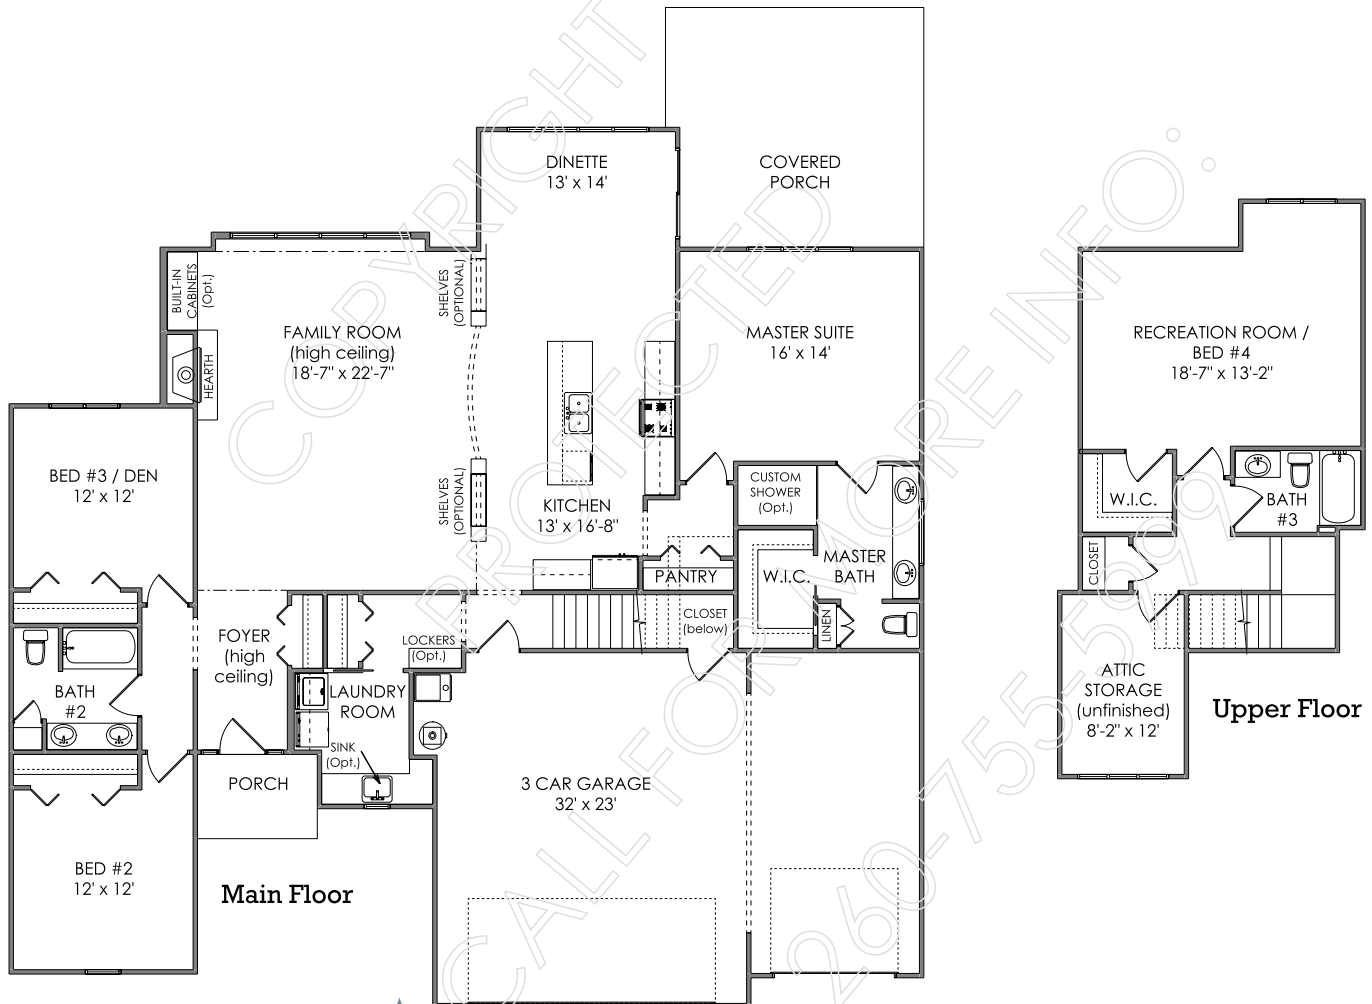 DINETTE
13' x 14'
COVERED
PORCH
BUILT-IN
CABINETS
(Opt.)
SHELVES
(OPTIONAL)
FAMILY ROOM
(high ceiling)
18'-7" x 22'-7"
HEARTH
MASTER SUITE
16' x 14'
BED #3 / DEN
12' x 12'
SHELVES
(OPTIONAL)
KITCHEN
13' x 16'-8"
CUSTOM
SHOWER
(Opt.)
PANTRY
W.I.C.
MASTER
BATH
LINEN
CLOSET
(below)
FOYER
(high
ceiling)
LOCKERS
(Opt.)
LAUNDRY
ROOM
SINK
(Opt.)
BATH
#2
PORCH
3 CAR GARAGE
32' x 23'
BED #2
12' x 12'
Main Floor
RECREATION ROOM /
BED #4
18'-7" x 13'-2"
W.I.C.
BATH
#3
CLOSET
ATTIC
STORAGE
(unfinished)
8'-2" x 12'
Upper Floor
COPYRIGHT
PROTECTED
CALL FOR MORE INFO:
260-755-5599